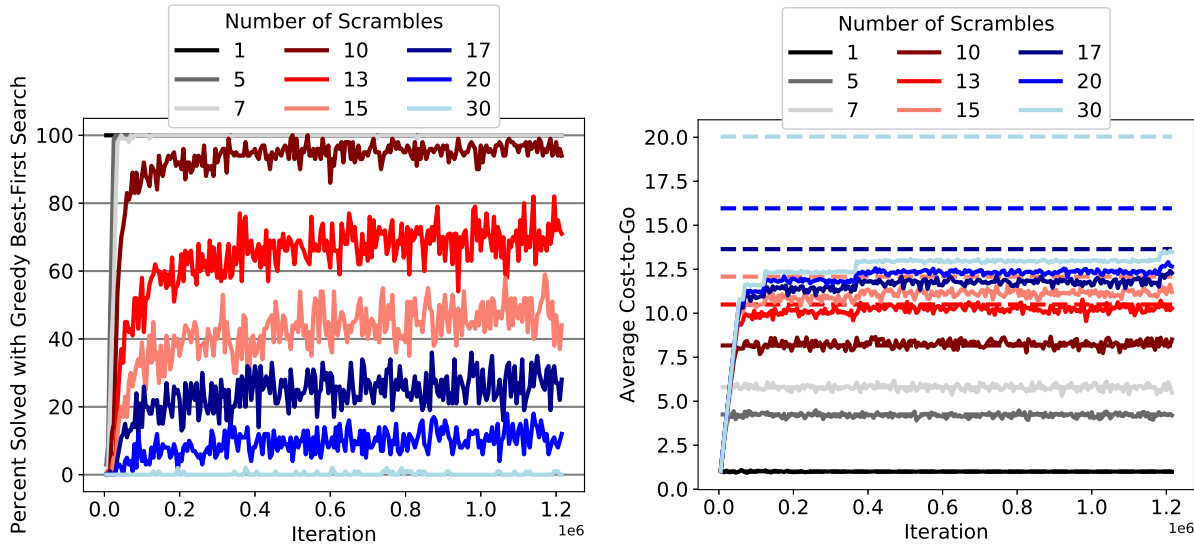 Number of Scrambles
1 10 17
5 13 20
7 15 30
Percent Solved with Greedy Best-First Search
100
80
60
40
20
0
0.0 0.2 0.4 0.6 0.8 1.0 1.2
1e6
Iteration
Number of Scrambles
1 10 17
5 13 20
7 15 30
Average Cost-to-Go
20.0
17.5
15.0
12.5
10.0
7.5
5.0
2.5
0.0
0.0 0.2 0.4 0.6 0.8 1.0 1.2
1e6
Iteration